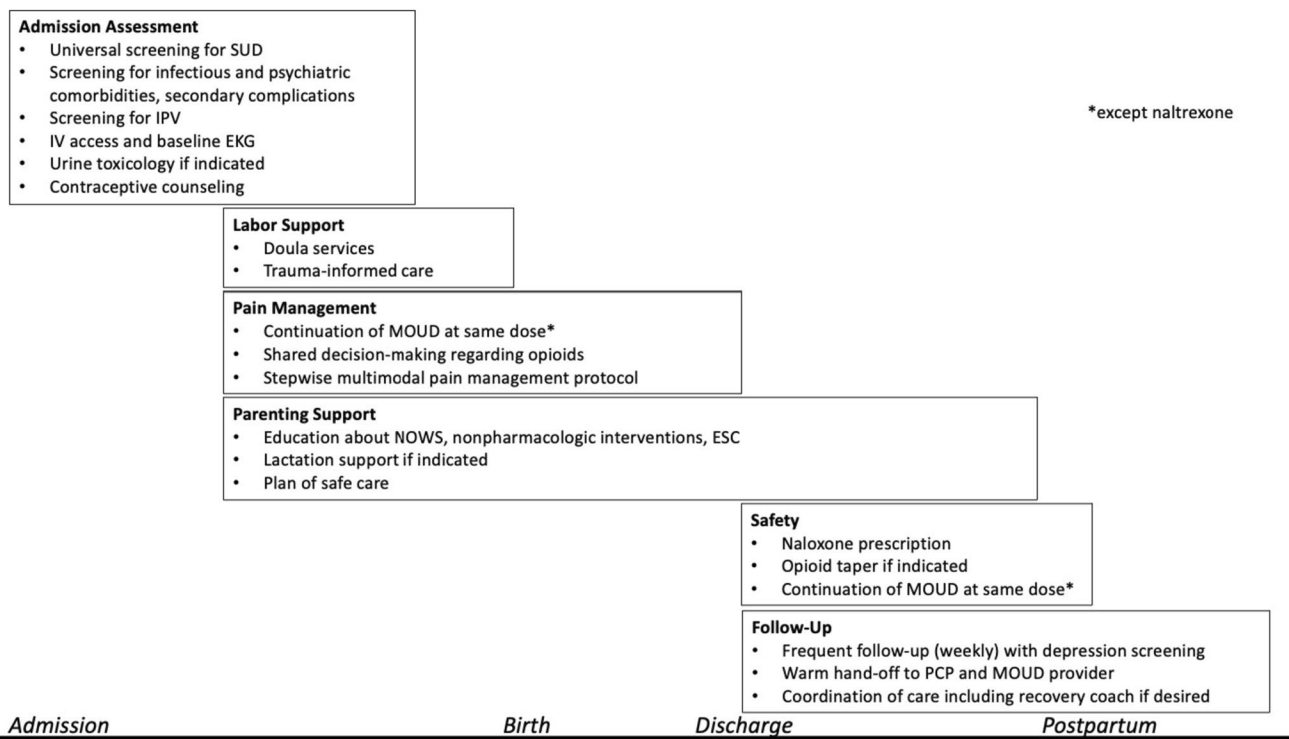 Admission Assessment
• Universal screening for SUD
• Screening for infectious and psychiatric
comorbidities, secondary complications
• Screening for IPV
• IV access and baseline EKG
• Urine toxicology if indicated
• Contraceptive counseling
*except naltrexone
Labor Support
• Doula services
• Trauma-informed care
Pain Management
• Continuation of MOUD at same dose*
• Shared decision-making regarding opioids
• Stepwise multimodal pain management protocol
Parenting Support
• Education about NOWS, nonpharmacologic interventions, ESC
• Lactation support if indicated
• Plan of safe care
Safety
• Naloxone prescription
• Opioid taper if indicated
• Continuation of MOUD at same dose*
Follow-Up
• Frequent follow-up (weekly) with depression screening
• Warm hand-off to PCP and MOUD provider
• Coordination of care including recovery coach if desired
Admission Birth Discharge Postpartum